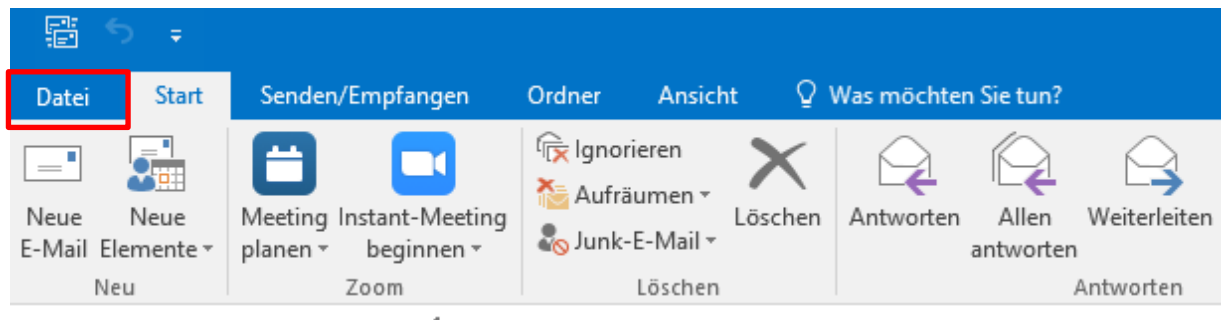 Datei Start Senden/Empfangen Ordner Ansicht Was möchten Sie tun?
Neue E-Mail
Neue Elemente
Meeting planen
Instant-Meeting beginnen
Ignorieren
Aufräumen
Junk-E-Mail
Löschen
Antworten
Allen antworten
Weiterleiten
Neu Zoom Löschen Antworten